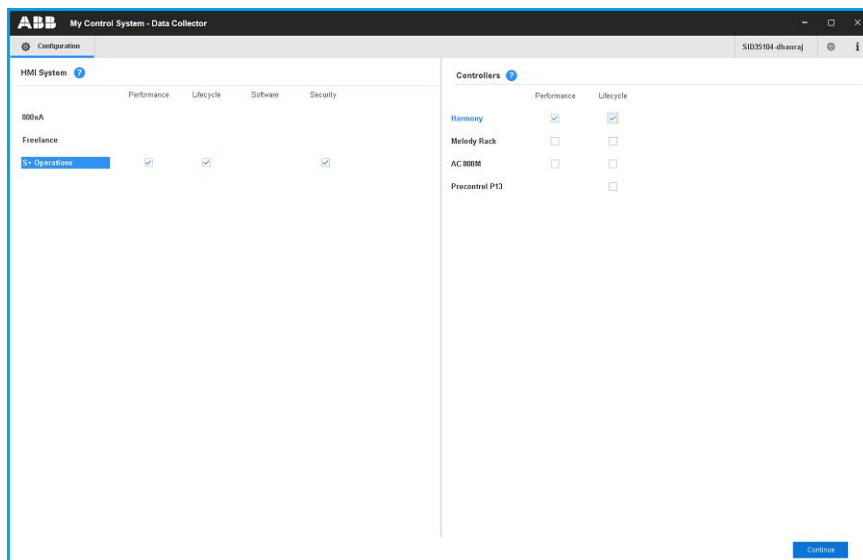 ABB My Control System - Data Collector
Configuration
SID35104-dhanraj
i
HMI System ?
Performance Lifecycle Software Security
800xA
Freelance
S+ Operations
Controllers ?
Performance Lifecycle
Harmony
Melody Rack
AC 800M
Precontrol P13
Continue